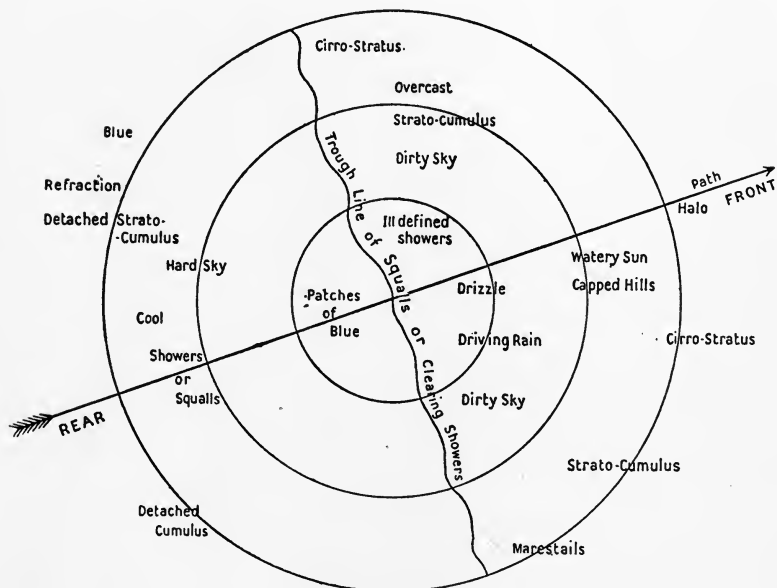 Cirro-Stratus.
Overcast
Strato-Cumulus
Dirty Sky
Blue
Refraction
Detached Strato-
-Cumulus
Hard Sky
Cool
Showers
or
Squalls
REAR
Detached
Cumulus
Trough Line of Squalls or Clearing Showers
Ill defined
showers
Patches
of
Blue
Drizzle
Driving Rain
Dirty Sky
Path
FRONT
Halo
Watery Sun
Capped Hills
Cirro-Stratus
Strato-Cumulus
Marestails